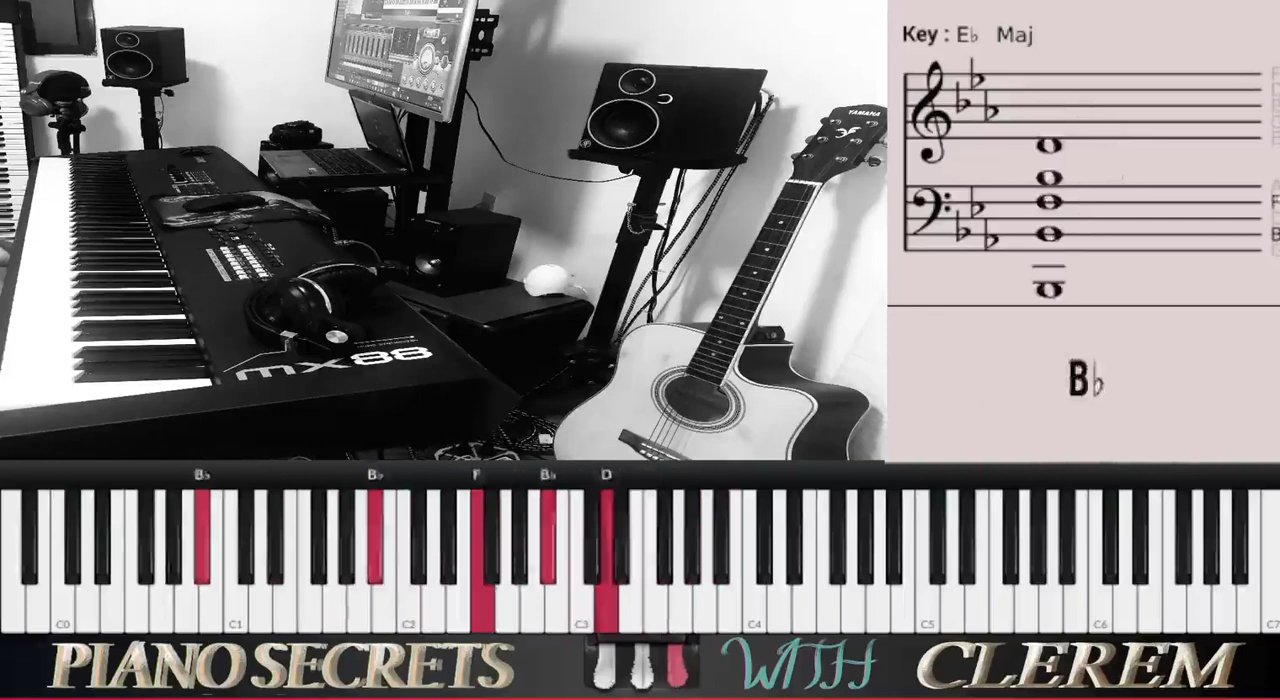 Key : E♭ Maj
YAMAHA
mx88
B♭
B♭ B♭ F B♭ D
C0 C1 C2 C3 C4 C5 C6 C7
PIANO SECRETS WITH CLEREM